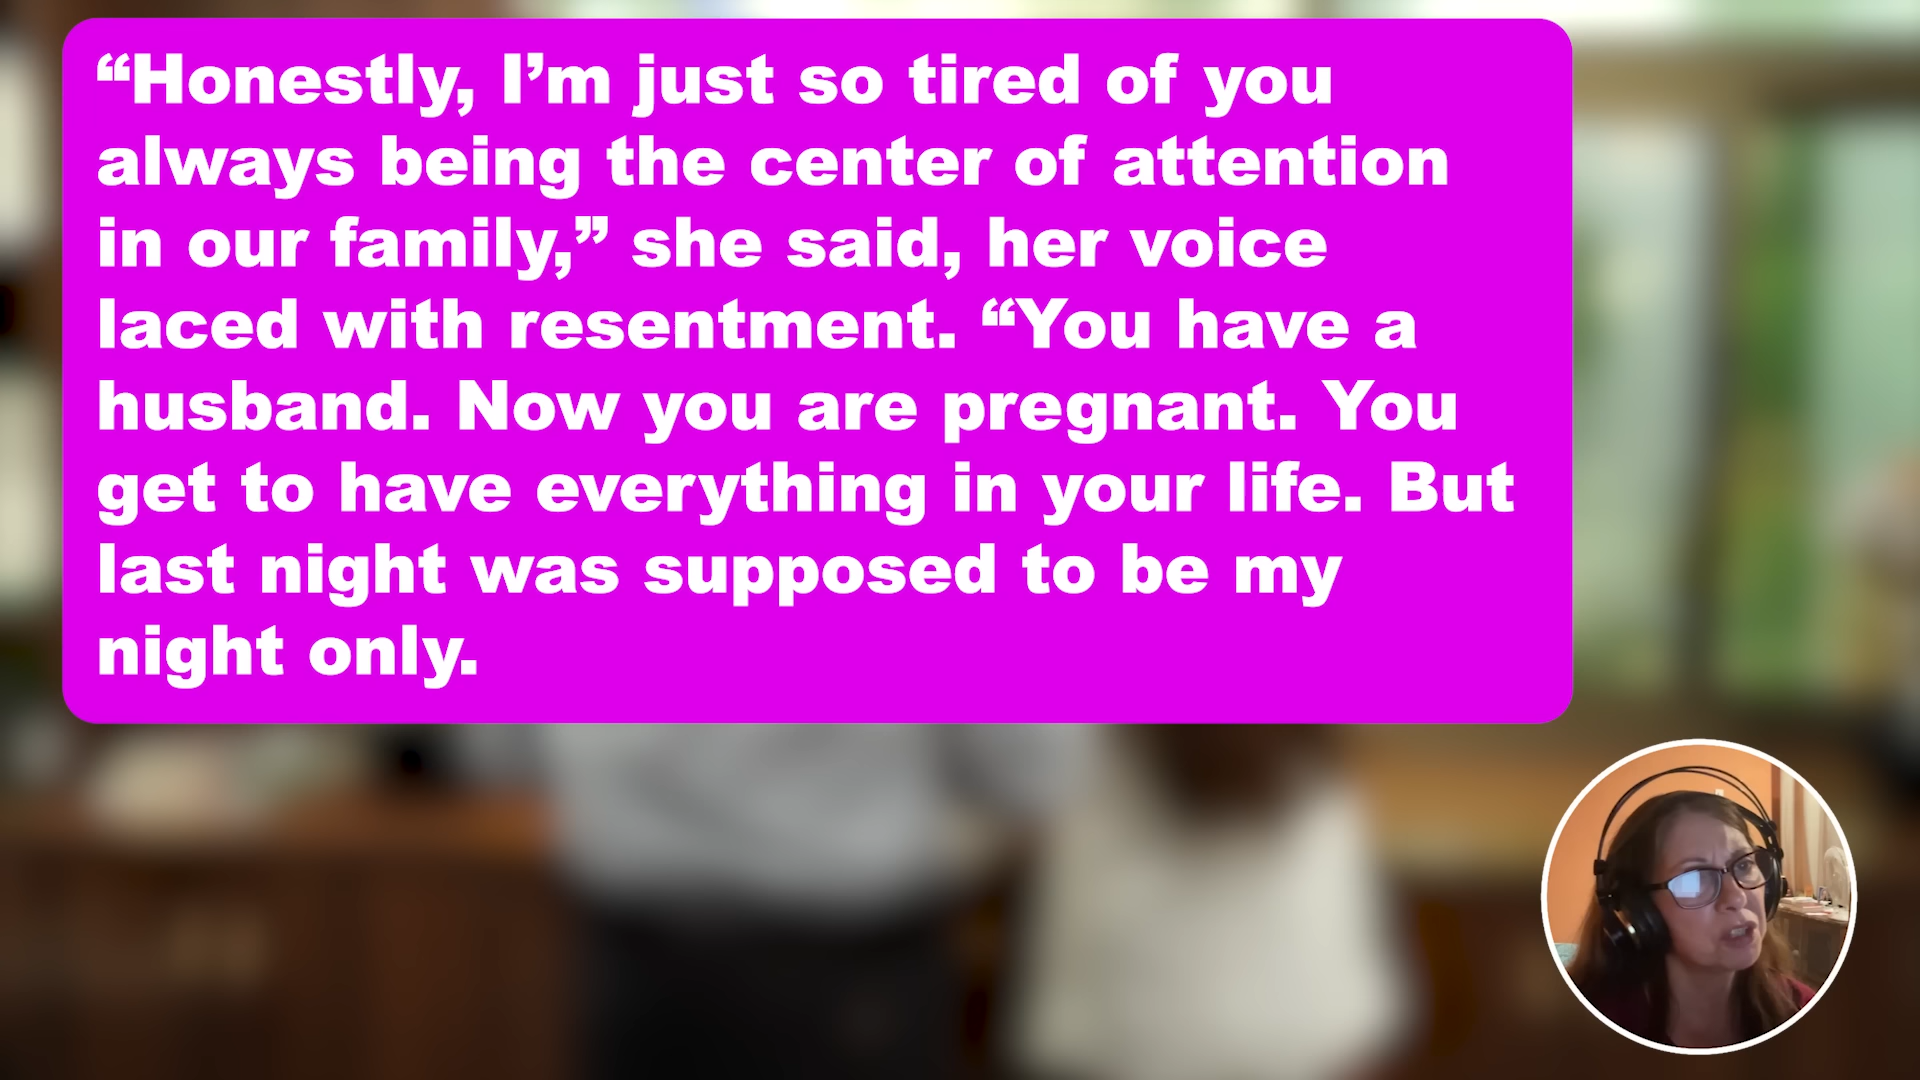 “Honestly, I’m just so tired of you
always being the center of attention
in our family,” she said, her voice
laced with resentment. “You have a
husband. Now you are pregnant. You
get to have everything in your life. But
last night was supposed to be my
night only.